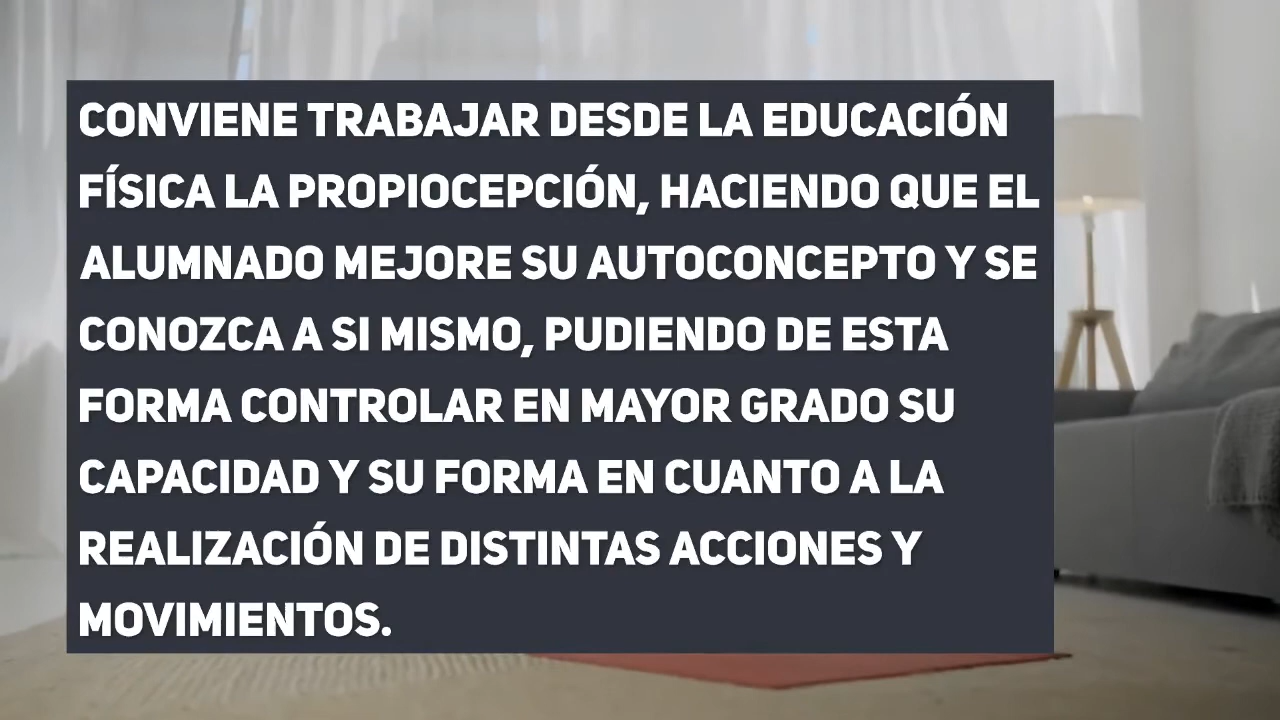 CONVIENE TRABAJAR DESDE LA EDUCACIÓN
FÍSICA LA PROPIOCEPCIÓN, HACIENDO QUE EL
ALUMNADO MEJORE SU AUTOCONCEPTO Y SE
CONOZCA A SI MISMO, PUDIENDO DE ESTA
FORMA CONTROLAR EN MAYOR GRADO SU
CAPACIDAD Y SU FORMA EN CUANTO A LA
REALIZACIÓN DE DISTINTAS ACCIONES Y
MOVIMIENTOS.